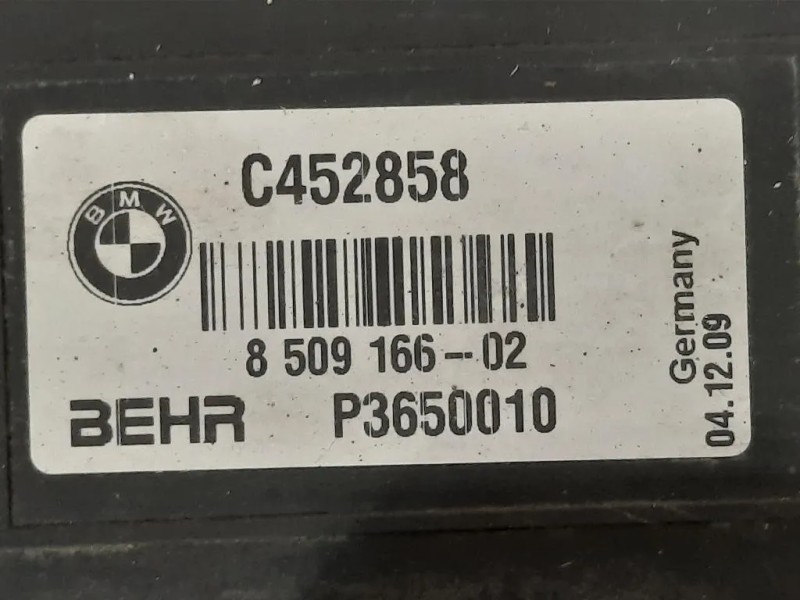 C452858
BMW
8 509 166-02
BEHR P3650010
Germany
04.12.09